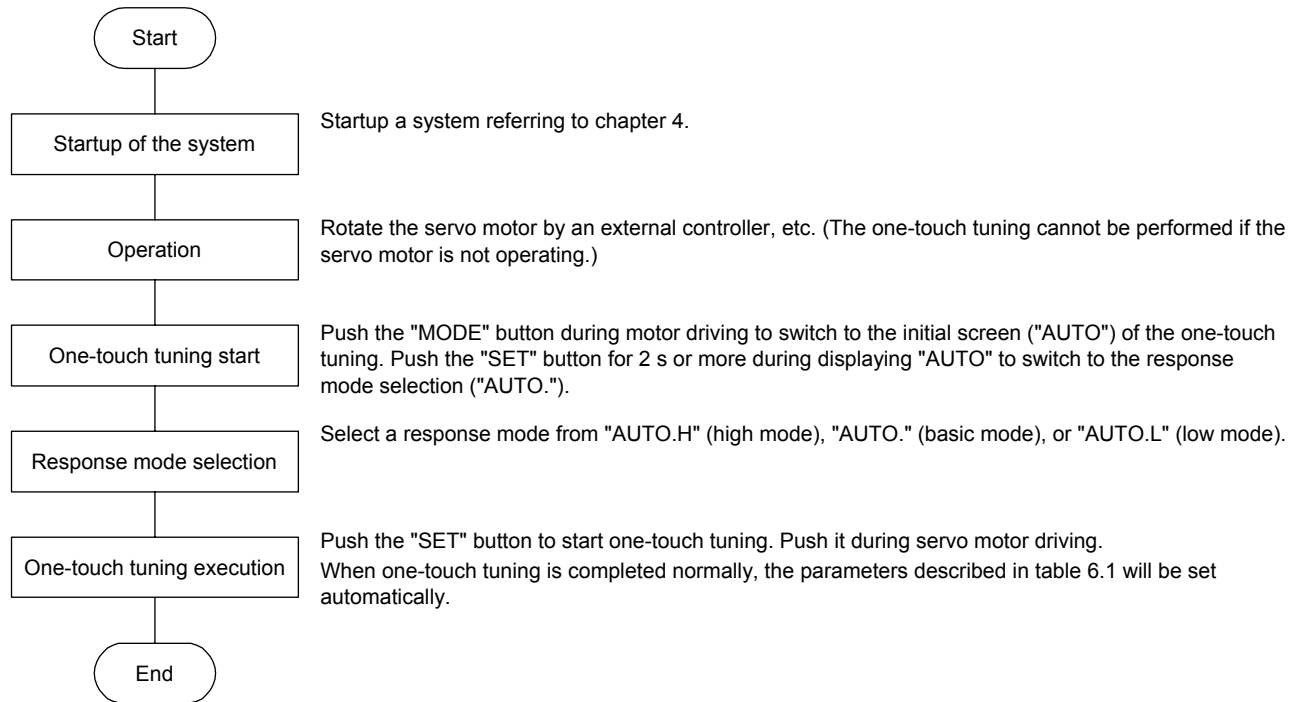 Start
Startup of the system
Startup a system referring to chapter 4.
Operation
Rotate the servo motor by an external controller, etc. (The one-touch tuning cannot be performed if the
servo motor is not operating.)
One-touch tuning start
Push the "MODE" button during motor driving to switch to the initial screen ("AUTO") of the one-touch
tuning. Push the "SET" button for 2 s or more during displaying "AUTO" to switch to the response
mode selection ("AUTO.").
Response mode selection
Select a response mode from "AUTO.H" (high mode), "AUTO." (basic mode), or "AUTO.L" (low mode).
One-touch tuning execution
Push the "SET" button to start one-touch tuning. Push it during servo motor driving.
When one-touch tuning is completed normally, the parameters described in table 6.1 will be set
automatically.
End